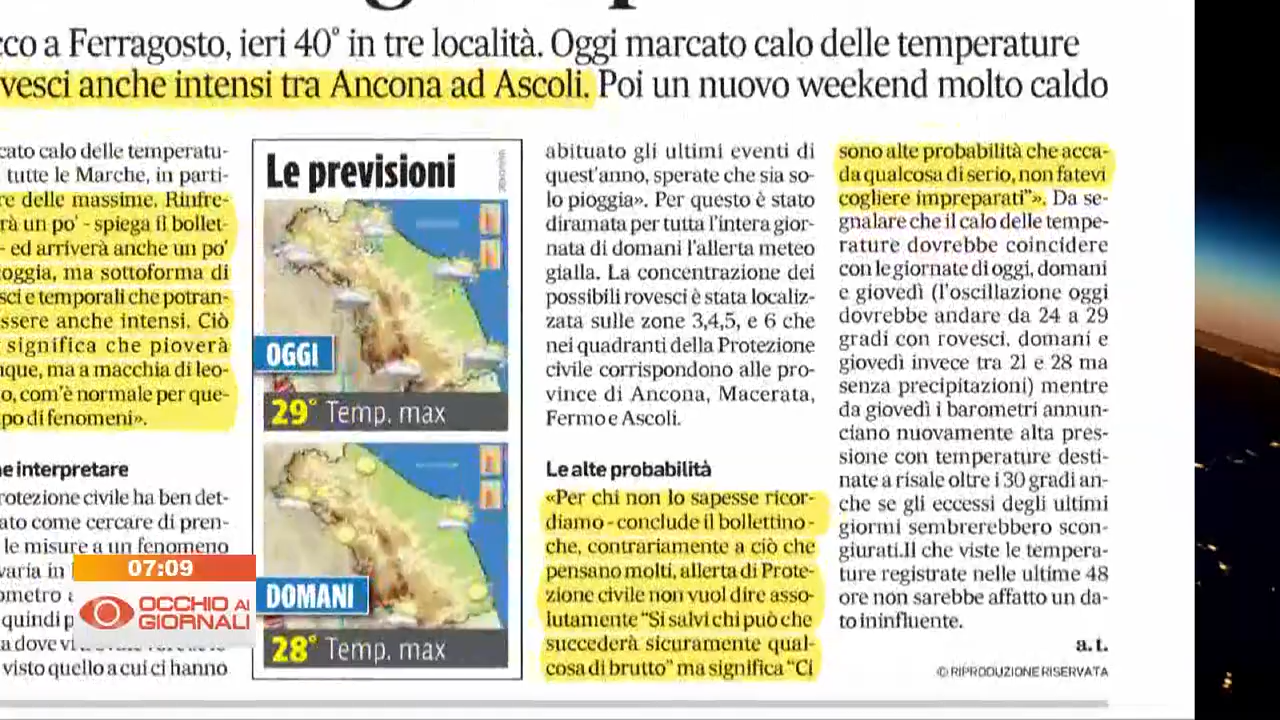 cco a Ferragosto, ieri 40° in tre località. Oggi marcato calo delle temperature
vesci anche intensi tra Ancona ad Ascoli. Poi un nuovo weekend molto caldo
cato calo delle temperatu-
tutte le Marche, in parti-
re delle massime. Rinfre-
rà un po' - spiega il bollet-
- ed arriverà anche un po'
oggia, ma sottoforma di
sci e temporali che potran-
ssere anche intensi. Ciò
significa che pioverà
nque, ma a macchia di leo-
o, com'è normale per que-
po di fenomeni».
ne interpretare
rotezione civile ha ben det-
ato come cercare di pren-
le misure a un fenomeno
varia in
ometro
quindi p
a dove vi
visto quello a cui ci hanno
Le previsioni
OGGI
29° Temp. max
DOMANI
28° Temp. max
abituato gli ultimi eventi di
quest'anno, sperate che sia so-
lo pioggia». Per questo è stato
diramata per tutta l'intera gior-
nata di domani l'allerta meteo
gialla. La concentrazione dei
possibili rovesci è stata localiz-
zata sulle zone 3,4,5, e 6 che
nei quadranti della Protezione
civile corrispondono alle pro-
vince di Ancona, Macerata,
Fermo e Ascoli.
Le alte probabilità
«Per chi non lo sapesse ricor-
diamo - conclude il bollettino -
che, contrariamente a ciò che
pensano molti, allerta di Prote-
zione civile non vuol dire asso-
lutamente “Si salvi chi può che
succederà sicuramente qual-
cosa di brutto” ma significa “Ci
sono alte probabilità che acca-
da qualcosa di serio, non fatevi
cogliere impreparati”». Da se-
gnalare che il calo delle tempe-
rature dovrebbe coincidere
con le giornate di oggi, domani
e giovedì (l'oscillazione oggi
dovrebbe andare da 24 a 29
gradi con rovesci, domani e
giovedì invece tra 21 e 28 ma
senza precipitazioni) mentre
da giovedì i barometri annun-
ciano nuovamente alta pres-
sione con temperature desti-
nate a risale oltre i 30 gradi an-
che se gli eccessi degli ultimi
giorni sembrerebbero scon-
giurati.Il che viste le tempera-
ture registrate nelle ultime 48
ore non sarebbe affatto un da-
to ininfluente.
a. t.
© RIPRODUZIONE RISERVATA
07:09
OCCHIO AI
GIORNALI